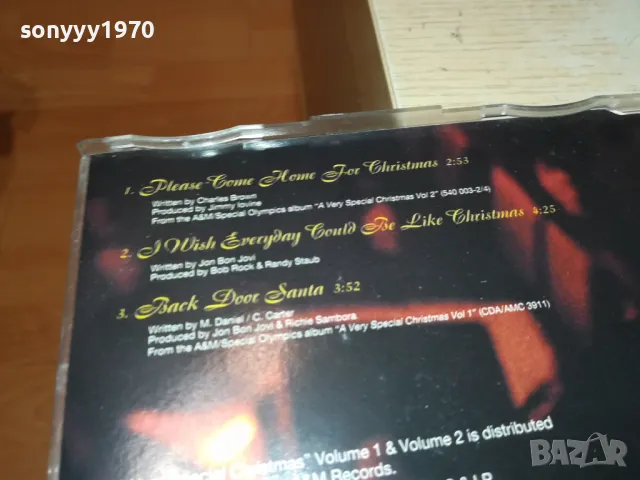 sonyyy1970
1. Please Come Home For Christmas 2:53
Written by Charles Brown
Produced by Jimmy Iovine
From the A&M/Special Olympics album "A Very Special Christmas Vol 2" (540 003-2/4)
2. I Wish Everyday Could Be Like Christmas 4:25
Written by Jon Bon Jovi
Produced by Bob Rock & Randy Staub
3. Back Door Santa 3:52
Written by M. Daniel / C. Carter
Produced by Jon Bon Jovi & Richie Sambora
From the A&M/Special Olympics album "A Very Special Christmas Vol 1" (CDA/AMC 3911)
Special Christmas" Volume 1 & Volume 2 is distributed
A&M Records.
BAZAR
bg